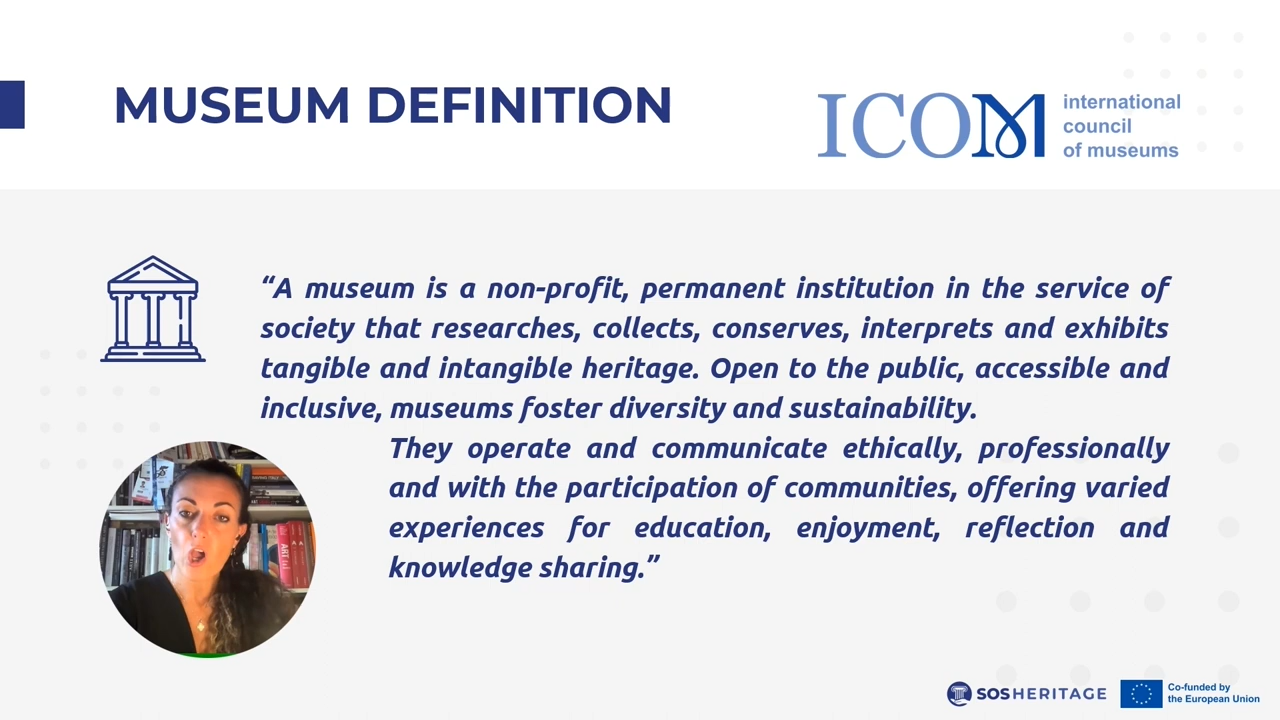 MUSEUM DEFINITION
ICOM
international
council
of museums
“A museum is a non-profit, permanent institution in the service of
society that researches, collects, conserves, interprets and exhibits
tangible and intangible heritage. Open to the public, accessible and
inclusive, museums foster diversity and sustainability.
They operate and communicate ethically, professionally
and with the participation of communities, offering varied
experiences for education, enjoyment, reflection and
knowledge sharing.”
ART
SOSHERITAGE
Co-funded by
the European Union